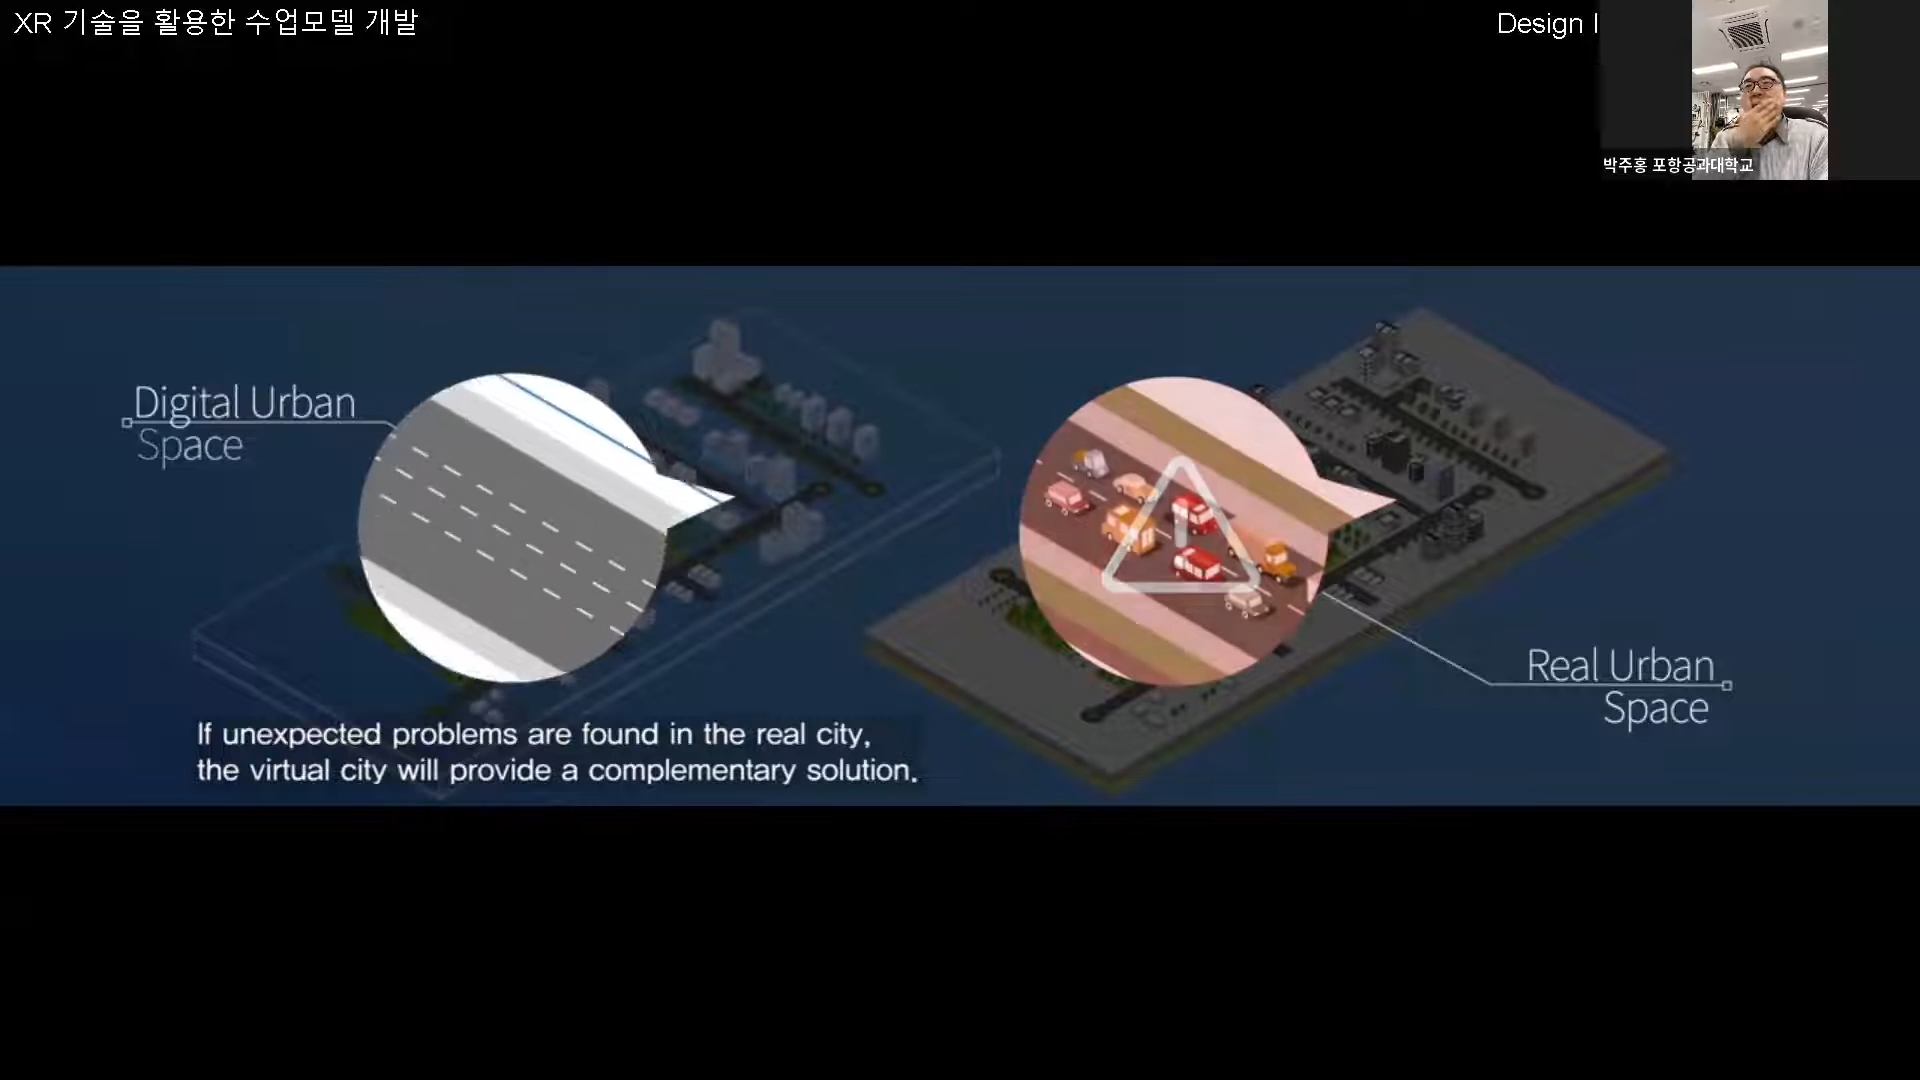 XR 기술을 활용한 수업모델 개발
Design I
박주홍 포항공과대학교
Digital Urban
Space
Real Urban
Space
If unexpected problems are found in the real city,
the virtual city will provide a complementary solution.